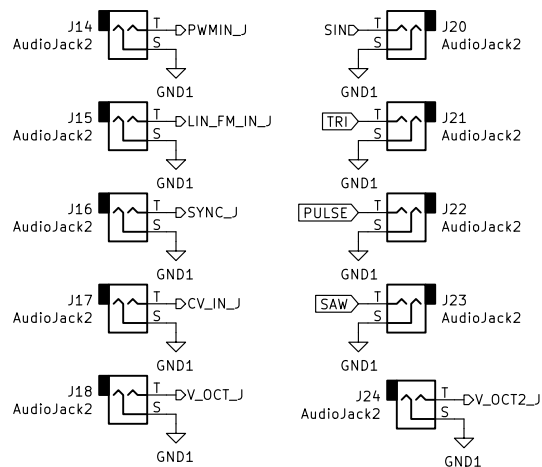 J14
AudioJack2
T
S
PWMIN_J
GND1
J15
AudioJack2
T
S
LIN_FM_IN_J
GND1
J16
AudioJack2
T
S
SYNC_J
GND1
J17
AudioJack2
T
S
CV_IN_J
GND1
J18
AudioJack2
T
S
V_OCT_J
GND1
SIN
T
S
J20
AudioJack2
GND1
TRI
T
S
J21
AudioJack2
GND1
PULSE
T
S
J22
AudioJack2
GND1
SAW
T
S
J23
AudioJack2
GND1
J24
AudioJack2
T
S
V_OCT2_J
GND1